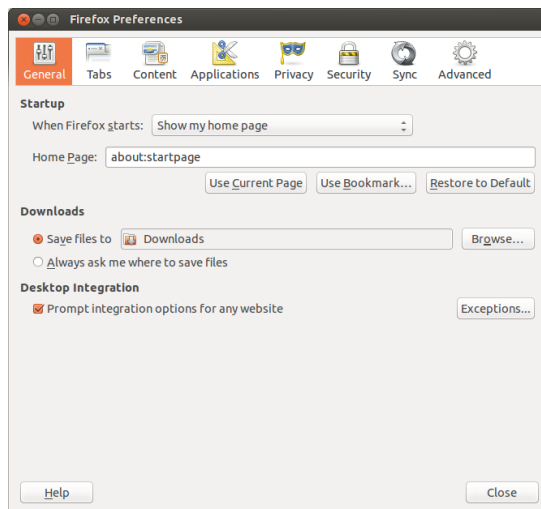 Firefox Preferences
General Tabs Content Applications Privacy Security Sync Advanced
Startup
When Firefox starts: Show my home page
Home Page: about:startpage
Use Current Page Use Bookmark... Restore to Default
Downloads
Save files to Downloads Browse...
Always ask me where to save files
Desktop Integration
Prompt integration options for any website Exceptions...
Help Close